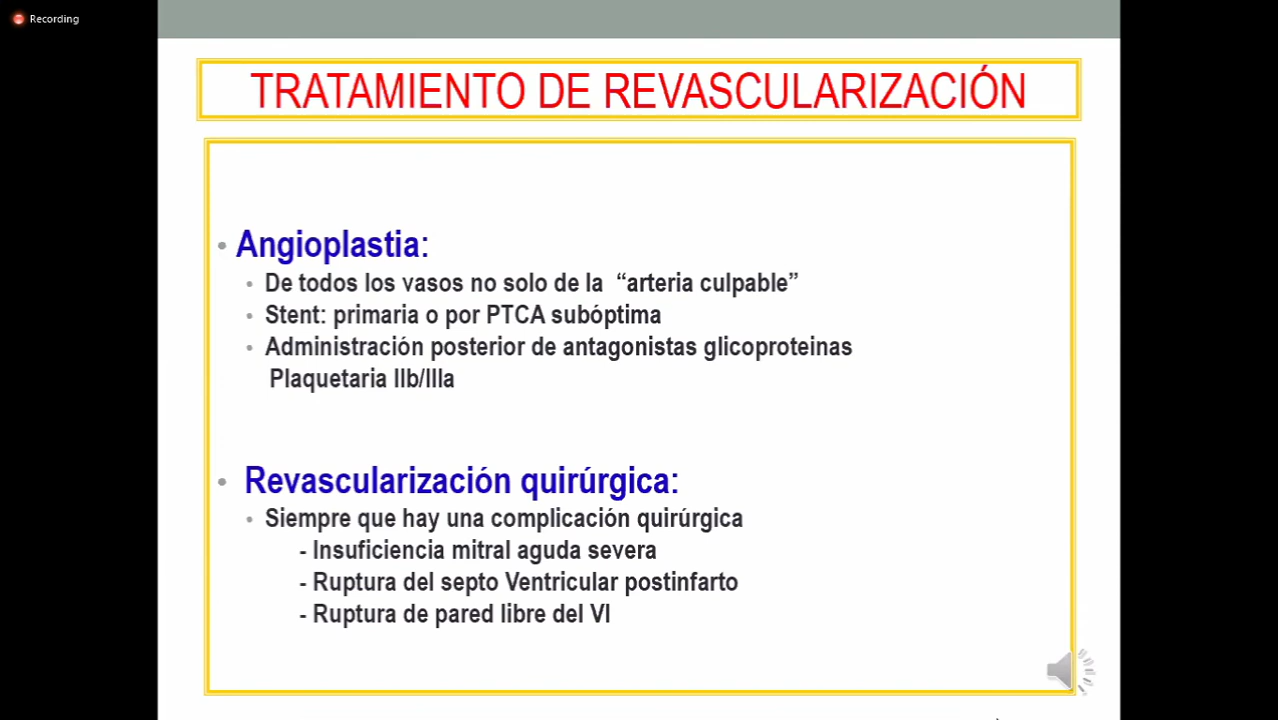 Recording
TRATAMIENTO DE REVASCULARIZACIÓN
• Angioplastia:
• De todos los vasos no solo de la “arteria culpable”
• Stent: primaria o por PTCA subóptima
• Administración posterior de antagonistas glicoproteinas
Plaquetaria IIb/IIIa
• Revascularización quirúrgica:
• Siempre que hay una complicación quirúrgica
- Insuficiencia mitral aguda severa
- Ruptura del septo Ventricular postinfarto
- Ruptura de pared libre del VI